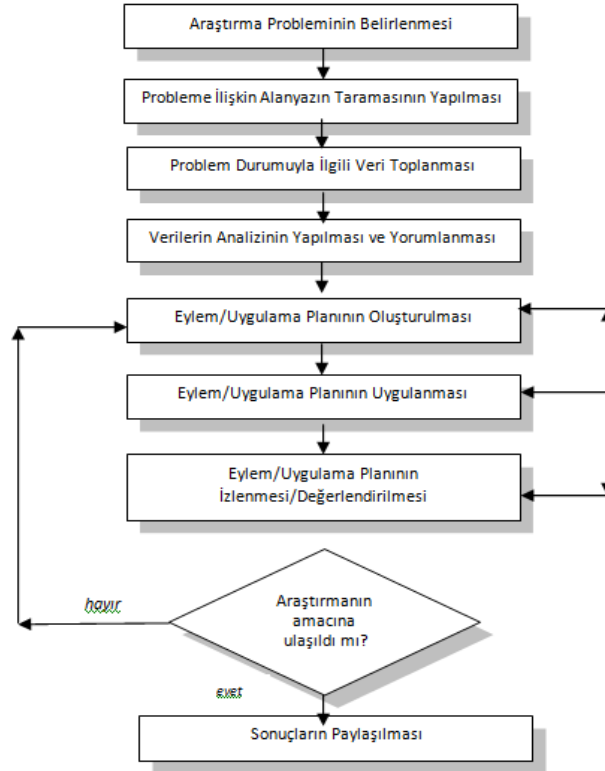 Araştırma Probleminin Belirlenmesi
Probleme İlişkin Alanyazın Taramasının Yapılması
Problem Durumuyla İlgili Veri Toplanması
Verilerin Analizinin Yapılması ve Yorumlanması
Eylem/Uygulama Planının Oluşturulması
Eylem/Uygulama Planının Uygulanması
Eylem/Uygulama Planının
İzlenmesi/Değerlendirilmesi
hayır
Araştırmanın
amacına
ulaşıldı mı?
evet
Sonuçların Paylaşılması